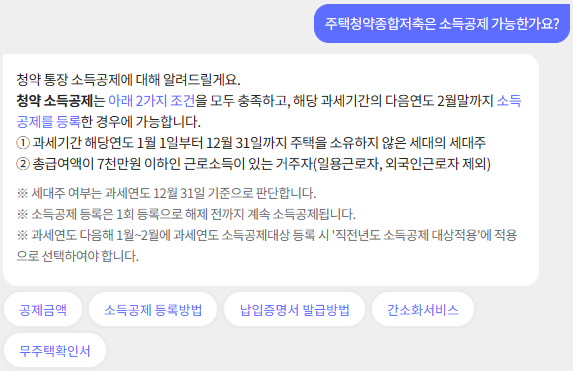 주택청약종합저축은 소득공제 가능한가요?
청약 통장 소득공제에 대해 알려드릴게요.
청약 소득공제는 아래 2가지 조건을 모두 충족하고, 해당 과세기간의 다음연도 2월말까지 소득
공제를 등록한 경우에 가능합니다.
① 과세기간 해당연도 1월 1일부터 12월 31일까지 주택을 소유하지 않은 세대의 세대주
② 총급여액이 7천만원 이하인 근로소득이 있는 거주자(일용근로자, 외국인근로자 제외)
※ 세대주 여부는 과세연도 12월 31일 기준으로 판단합니다.
※ 소득공제 등록은 1회 등록으로 해제 전까지 계속 소득공제됩니다.
※ 과세연도 다음해 1월~2월에 과세연도 소득공제대상 등록 시 '직전년도 소득공제 대상적용'에 적용
으로 선택하여야 합니다.
공제금액
소득공제 등록방법
납입증명서 발급방법
간소화서비스
무주택확인서